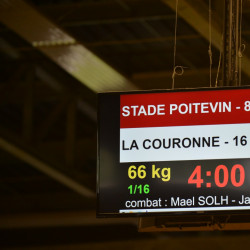 STADE POITEVIN - 8
LA COURONNE - 16
66 kg 4:00
1/16
combat : Mael SOLH - Ja